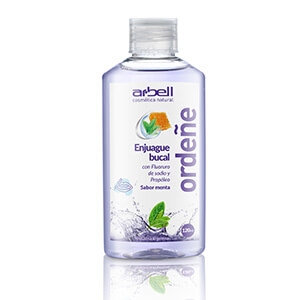 arbell
cosmética natural
Enjuague
bucal
con Fluoruro
de sodio y
Propóleo
Sabor menta
ordeñe